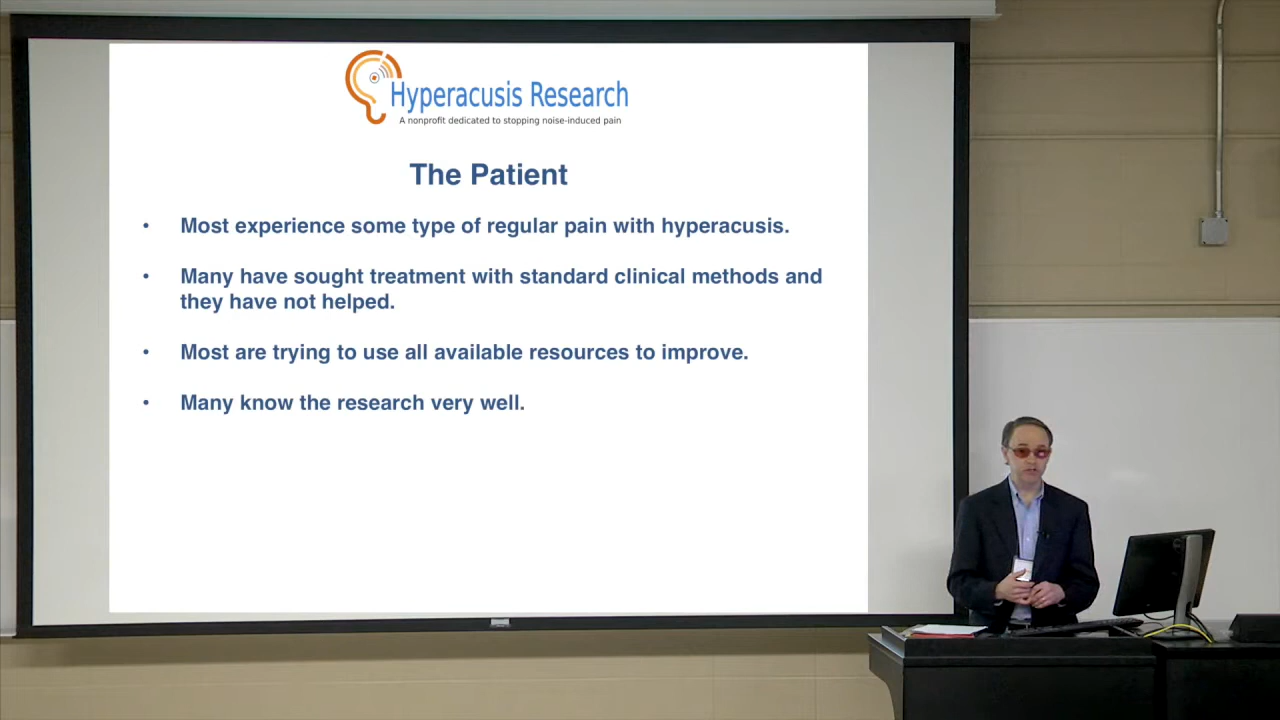 Hyperacusis Research
A nonprofit dedicated to stopping noise-induced pain
The Patient
• Most experience some type of regular pain with hyperacusis.
• Many have sought treatment with standard clinical methods and
they have not helped.
• Most are trying to use all available resources to improve.
• Many know the research very well.